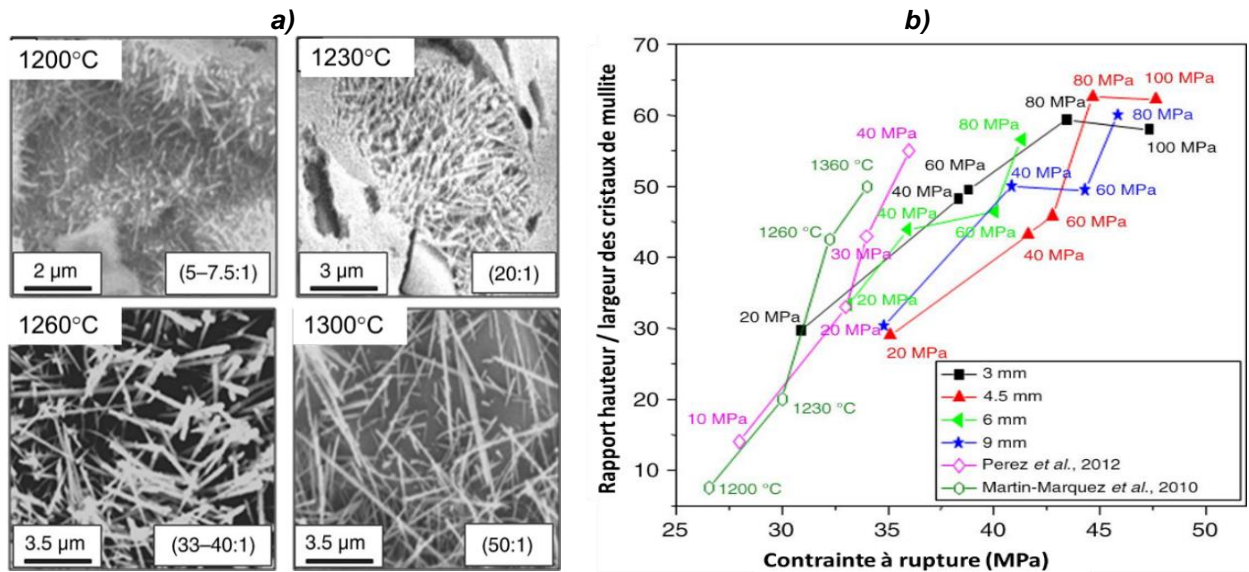 a)
1200°C
2 µm
(5–7.5:1)
1230°C
3 µm
(20:1)
1260°C
3.5 µm
(33–40:1)
1300°C
3.5 µm
(50:1)
b)
Rapport hauteur / largeur des cristaux de mullite
70
60
50
40
30
20
10
80 MPa
100 MPa
80 MPa
80 MPa
80 MPa
100 MPa
40 MPa
1360 °C
60 MPa
40 MPa
40 MPa
60 MPa
40 MPa
60 MPa
60 MPa
1260 °C
30 MPa
40 MPa
20 MPa
20 MPa
20 MPa
20 MPa
10 MPa
1230 °C
1200 °C
3 mm
4.5 mm
6 mm
9 mm
Perez et al., 2012
Martin-Marquez et al., 2010
25
30
35
40
45
50
Contrainte à rupture (MPa)